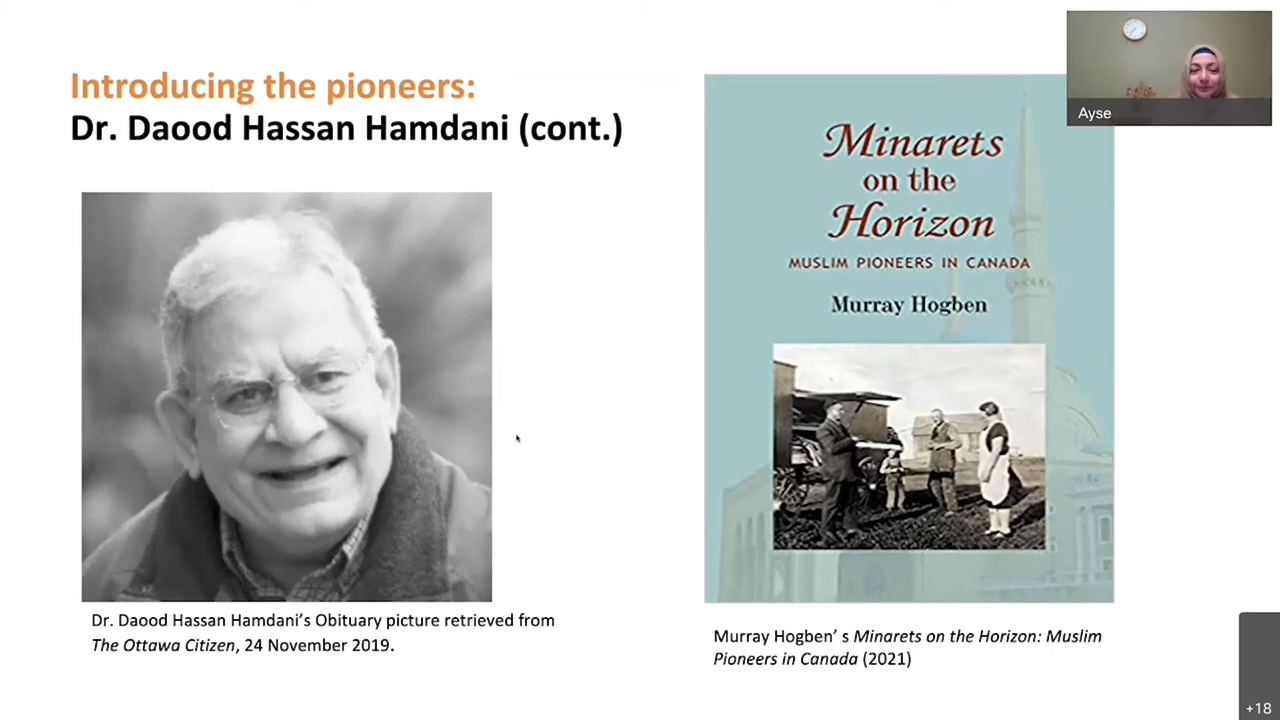 Introducing the pioneers:
Dr. Daood Hassan Hamdani (cont.)
Dr. Daood Hassan Hamdani’s Obituary picture retrieved from
The Ottawa Citizen, 24 November 2019.
Minarets
on the
Horizon
MUSLIM PIONEERS IN CANADA
Murray Hogben
Murray Hogben’ s Minarets on the Horizon: Muslim
Pioneers in Canada (2021)
Ayse
+18